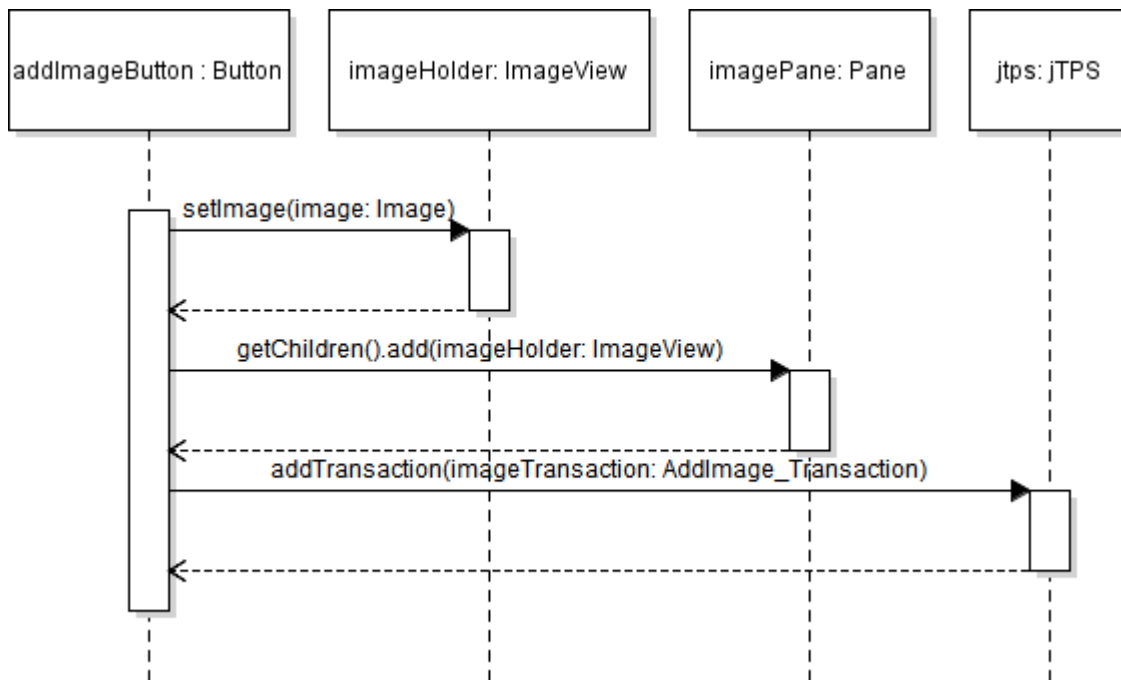 addImageButton : Button
imageHolder: ImageView
imagePane: Pane
jtps: jTPS
setImage(image: Image)
getChildren().add(imageHolder: ImageView)
addTransaction(imageTransaction: AddImage_Transaction)